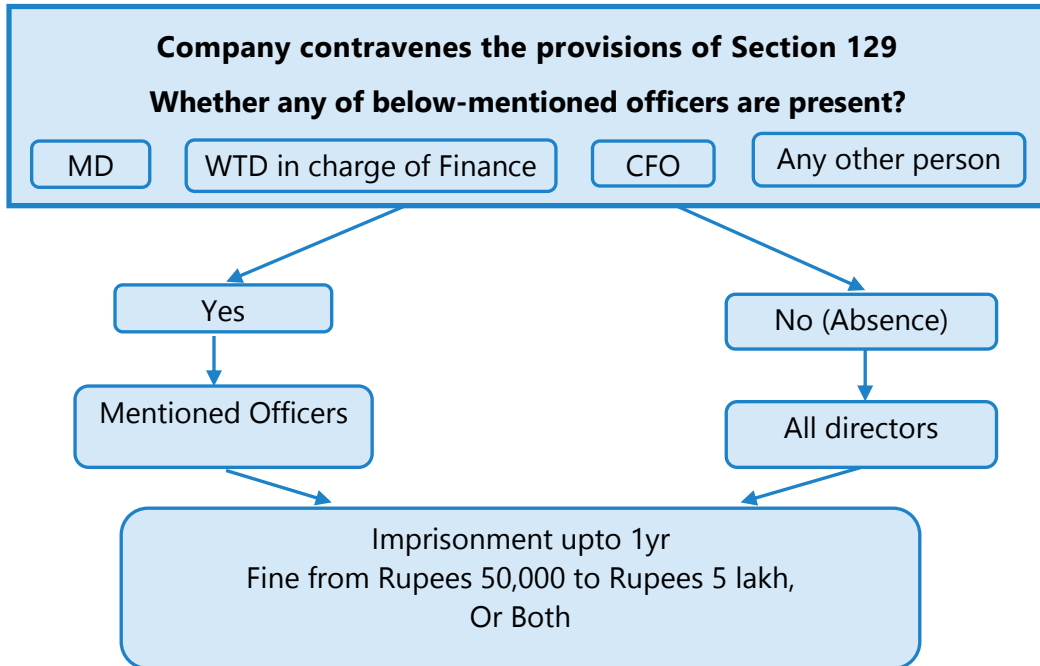 Company contravenes the provisions of Section 129
Whether any of below-mentioned officers are present?
MD
WTD in charge of Finance
CFO
Any other person
Yes
No (Absence)
Mentioned Officers
All directors
Imprisonment upto 1yr
Fine from Rupees 50,000 to Rupees 5 lakh,
Or Both